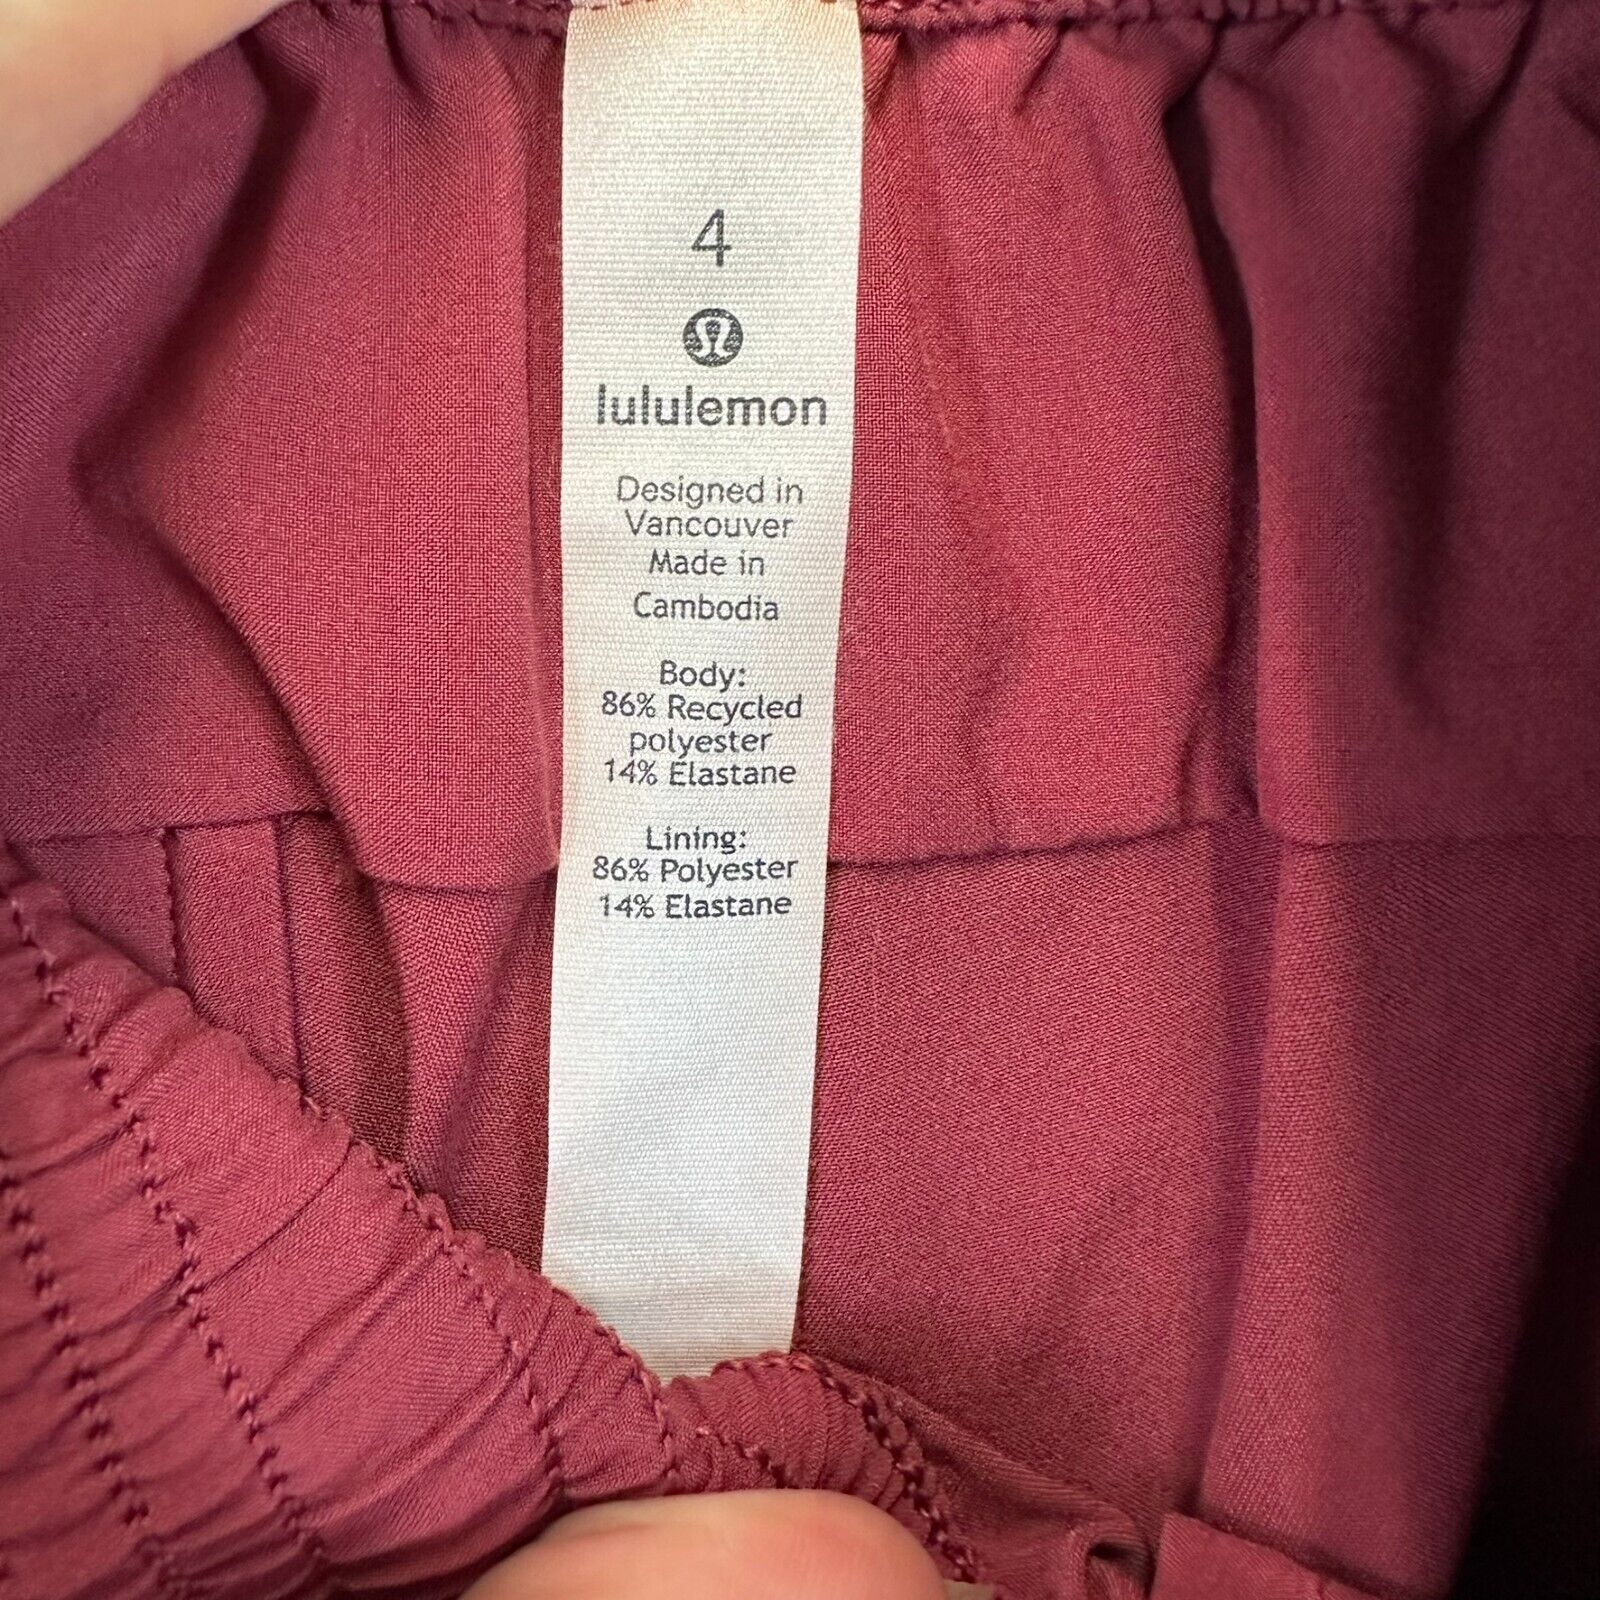 4
lululemon
Designed in
Vancouver
Made in
Cambodia
Body:
86% Recycled
polyester
14% Elastane
Lining:
86% Polyester
14% Elastane